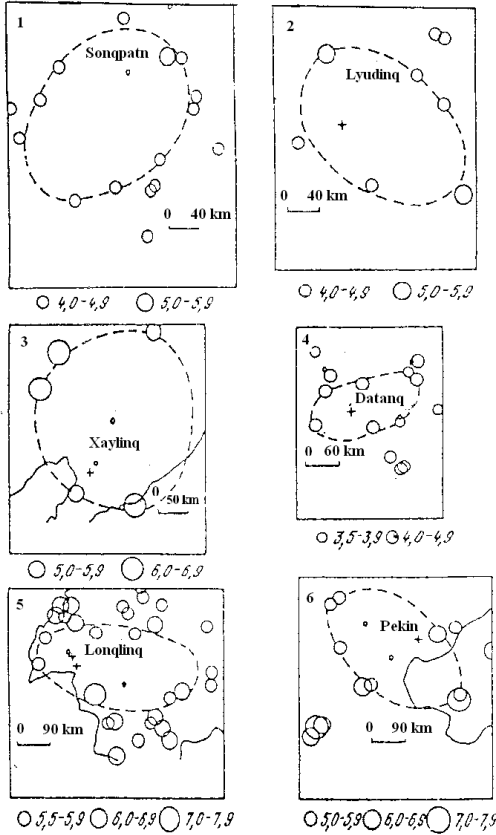 1
Sonqpatn
0 40 km
4,0-4,9 5,0-5,9
2
Lyudinq
0 40 km
4,0-4,9 5,0-5,9
3
Xaylinq
0
50 km
5,0-5,9 6,0-6,9
4
Datanq
0 60 km
3,5-3,9 4,0-4,9
5
Lonqlinq
0 90 km
5,5-5,9 6,0-6,9 7,0-7,9
6
Pekin
0 90 km
5,0-5,9 6,0-6,9 7,0-7,9